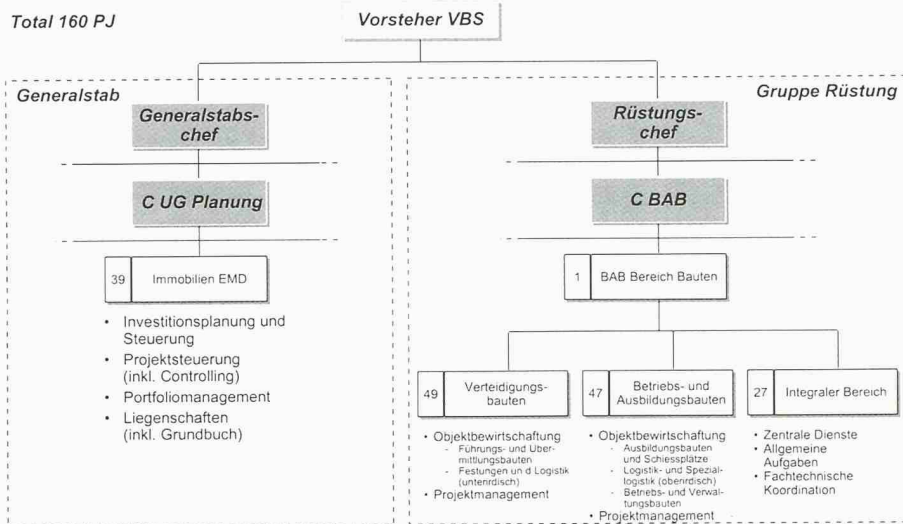 Total 160 PJ
Vorsteher VBS
Generalstab
Generalstabs-
chef
C UG Planung
39
Immobilien EMD
• Investitionsplanung und
Steuerung
• Projektsteuerung
(inkl. Controlling)
• Portfoliomanagement
• Liegenschaften
(inkl. Grundbuch)
Gruppe Rüstung
Rüstungs-
chef
C BAB
1
BAB Bereich Bauten
49
Verteidigungs-
bauten
• Objektbewirtschaftung
- Führungs- und Über-
mittlungsbauten
- Festungen un d Logistik
(unterirdisch)
• Projektmanagement
47
Betriebs- und
Ausbildungsbauten
• Objektbewirtschaftung
- Ausbildungsbauten
und Schiessplätze
- Logistik- und Spezial-
logistik (oberirdisch)
- Betriebs- und Verwal-
tungsbauten
• Projektmanagement
27
Integraler Bereich
• Zentrale Dienste
• Allgemeine
Aufgaben
• Fachtechnische
Koordination